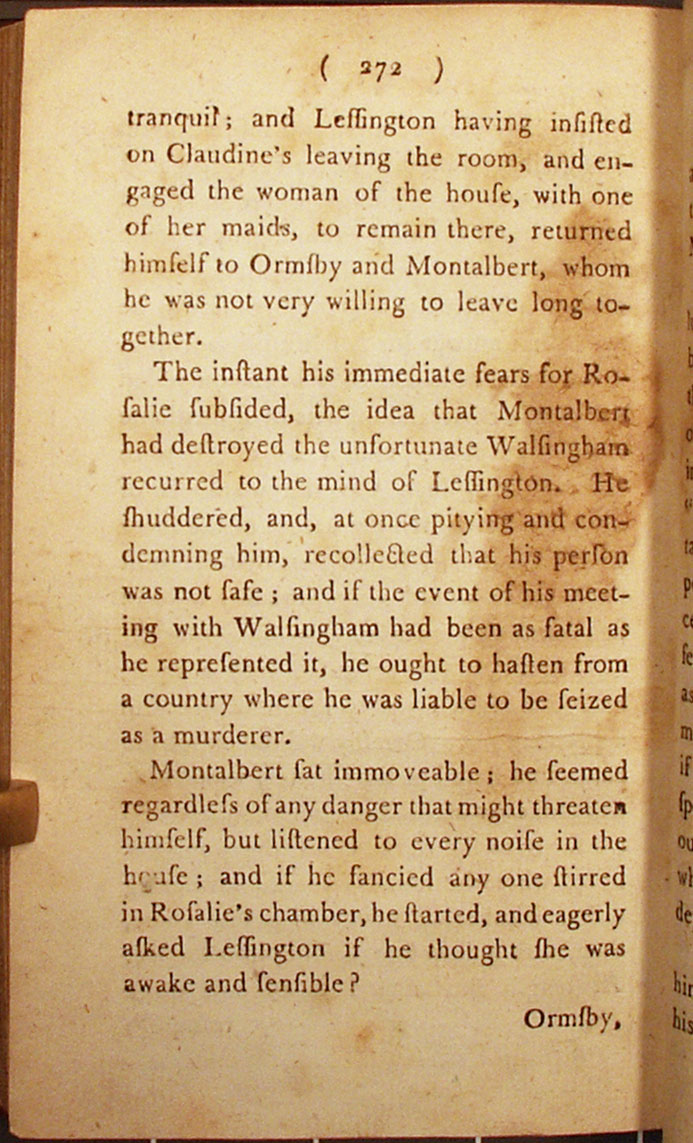 ( 272 )
tranquil; and Leſſington having inſiſted
on Claudine's leaving the room, and en-
gaged the woman of the houſe, with one
of her maids, to remain there, returned
himſelf to Ormſby and Montalbert, whom
he was not very willing to leave long to-
gether.
The inſtant his immediate fears for Ro-
ſalie ſubſided, the idea that Montalbert
had deſtroyed the unfortunate Walſingham
recurred to the mind of Leſſington. He
ſhuddered, and, at once pitying and con-
demning him, recollected that his perſon
was not ſafe ; and if the event of his meet-
ing with Walſingham had been as fatal as
he repreſented it, he ought to haſten from
a country where he was liable to be ſeized
as a murderer.
Montalbert ſat immoveable ; he ſeemed
regardleſs of any danger that might threaten
himſelf, but liſtened to every noiſe in the
houſe ; and if he fancied any one ſtirred
in Roſalie's chamber, he ſtarted, and eagerly
aſked Leſſington if he thought ſhe was
awake and ſenſible ?
Ormſby,